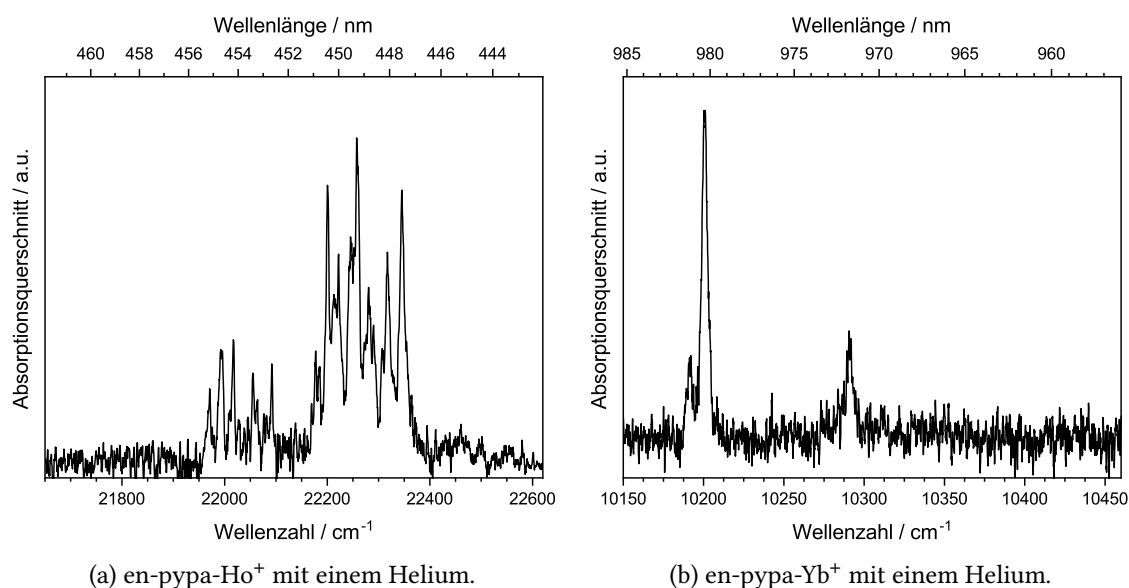 Wellenlänge / nm
460 458 456 454 452 450 448 446 444
Absorptionsquerschnitt / a.u.
21800 22000 22200 22400 22600
Wellenzahl / cm⁻¹
(a) en-pypa-Ho⁺ mit einem Helium.
Wellenlänge / nm
985 980 975 970 965 960
Absorptionsquerschnitt / a.u.
10150 10200 10250 10300 10350 10400 10450
Wellenzahl / cm⁻¹
(b) en-pypa-Yb⁺ mit einem Helium.